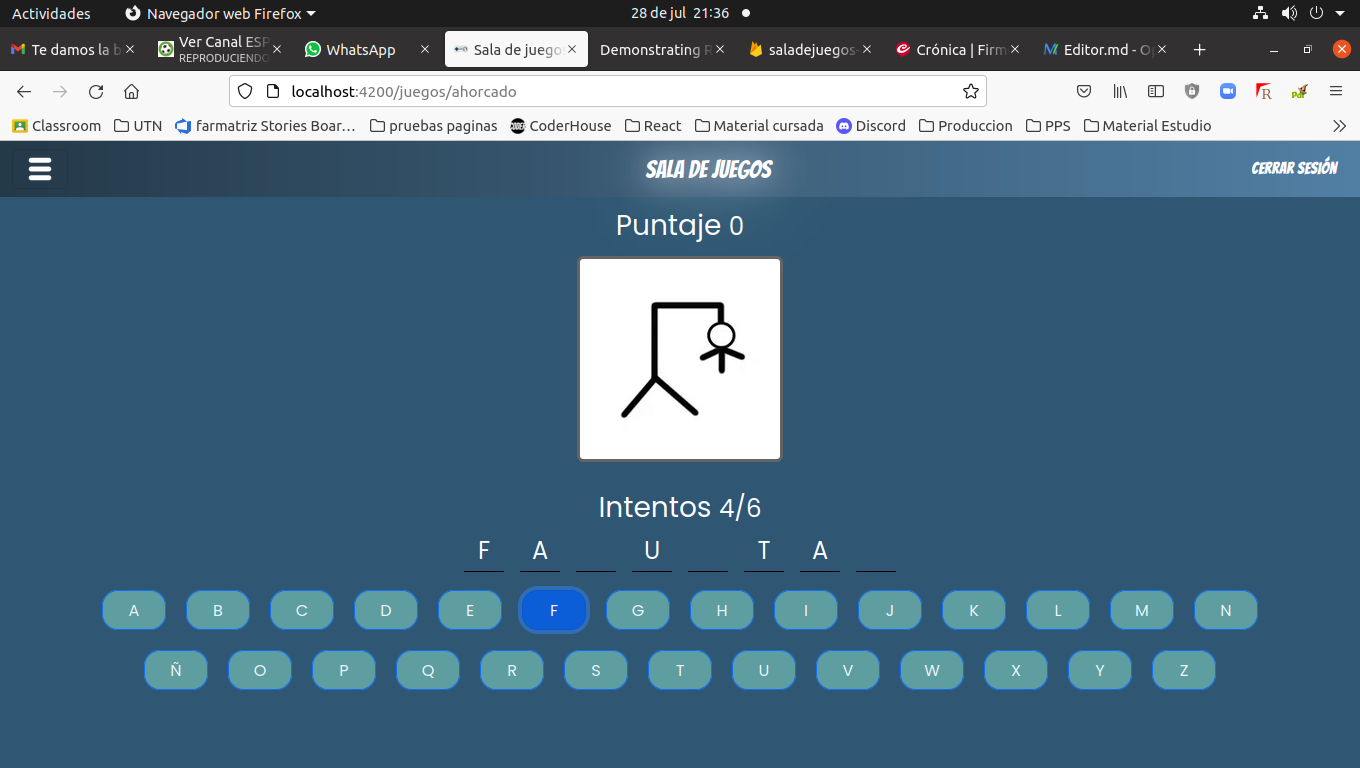 Actividades Navegador web Firefox 28 de jul 21:36
Te damos la b Ver Canal ESP WhatsApp Sala de juego Demonstrating R saladejuegos- Crónica | Firm Editor.md - Op
REPRODUCIENDO
localhost:4200/juegos/ahorcado
Classroom UTN farmatriz Stories Boar... pruebas paginas CoderHouse React Material cursada Discord Produccion PPS Material Estudio
SALA DE JUEGOS CERRAR SESIÓN
Puntaje 0
Intentos 4/6
F A U T A
A B C D E F G H I J K L M N
Ñ O P Q R S T U V W X Y Z